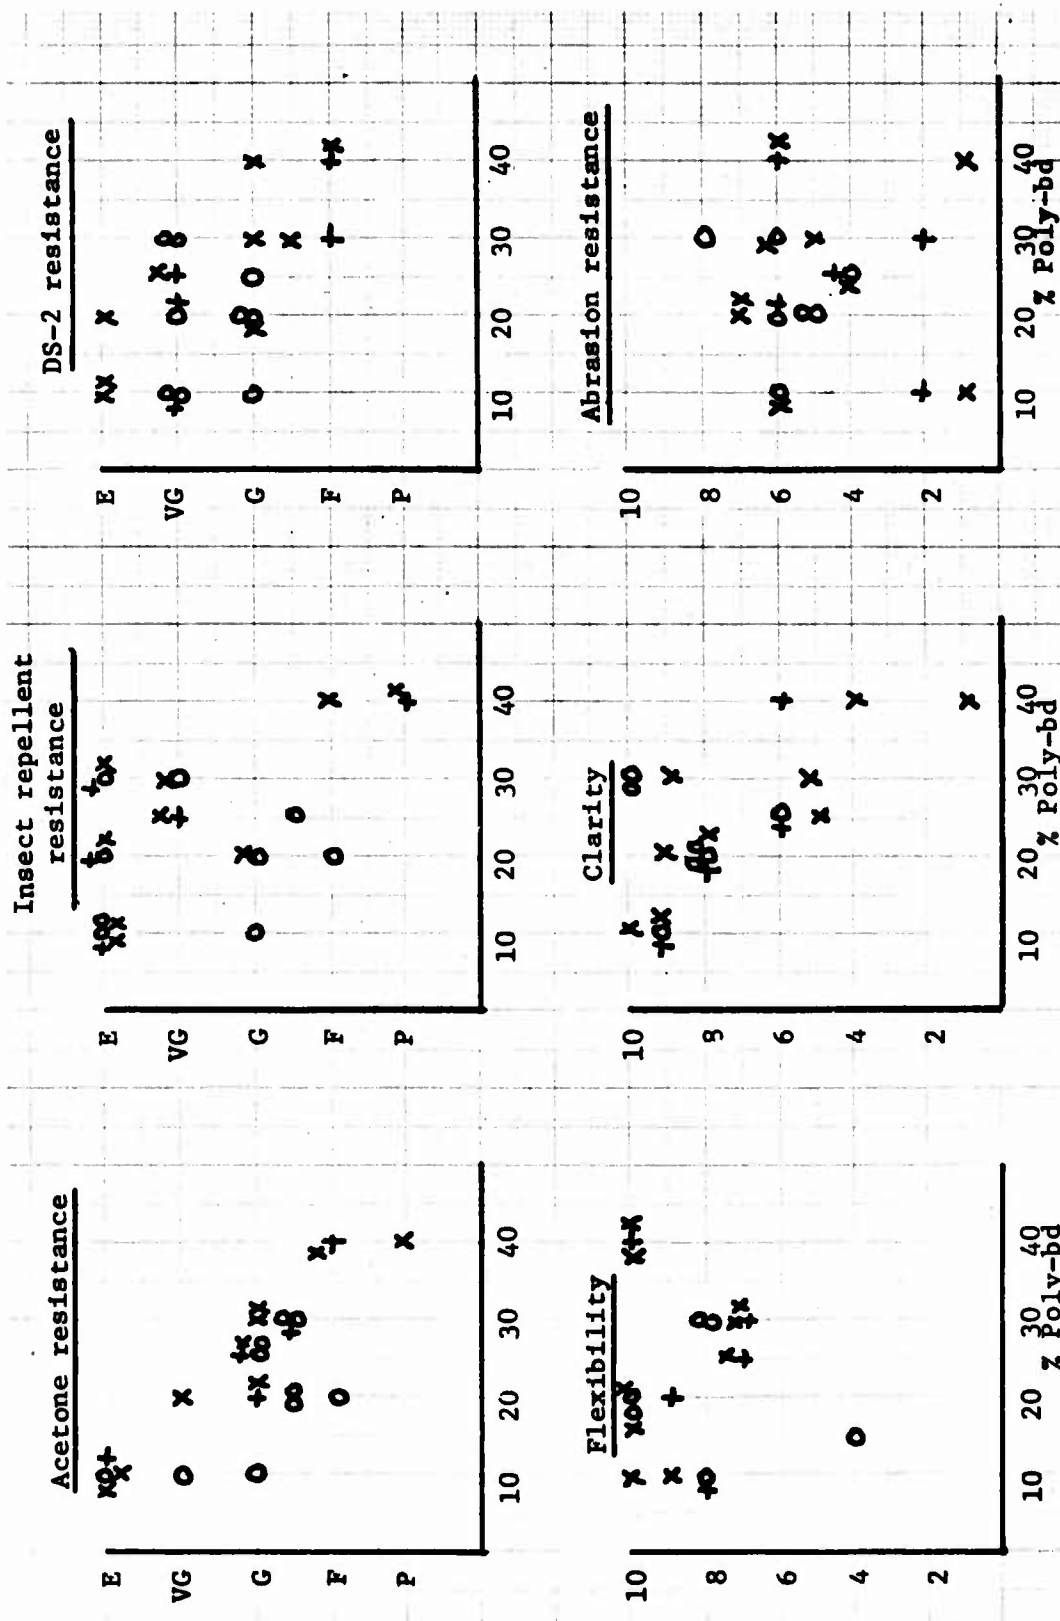 Acetone resistance
E
VG
G
F
P
10 20 30 40
Insect repellent
resistance
E
VG
G
F
P
10 20 30 40
DS-2 resistance
E
VG
G
F
P
10 20 30 40
Flexibility
10
8
6
4
2
10 20 30 40
% Poly-bd
Clarity
10
8
6
4
2
10 20 30 40
% Poly-bd
Abrasion resistance
10
8
6
4
2
10 20 30 40
% Poly-bd